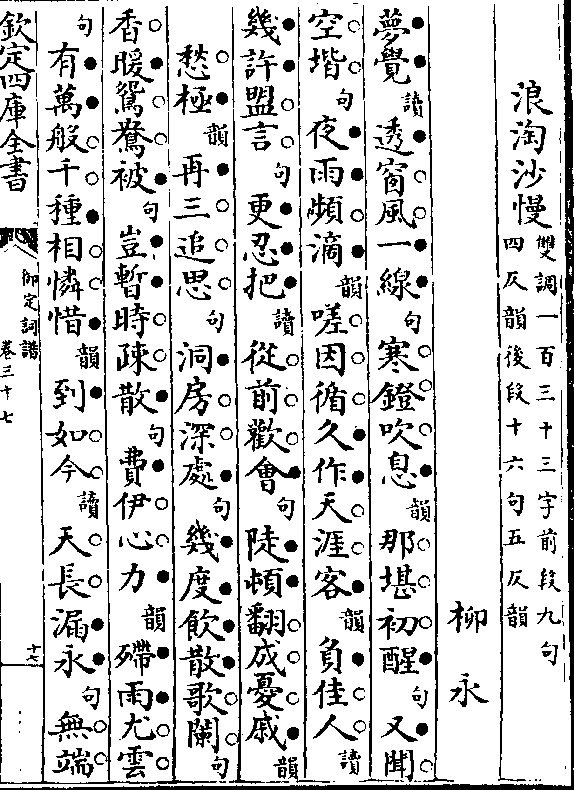 浪淘沙慢 雙調一百三十三字前段九句
四仄韻後段十六句五仄韻
柳永
夢覺讀透窗風一線句寒鐙吹息韻那堪初醒句又聞
空堦句夜雨頻滴韻嗟因循久作天涯客韻負佳人讀
幾許盟言句更忍把讀從前歡會句陡頓翻成憂戚韻
愁極韻再三追思句洞房深處句幾度飲散歌闌句
香暖鴛鴦被句豈暫時疎散句費伊心力韻殢雨尤雲
句有萬般千種相憐惜韻到如今讀天長漏永句無端
欽定四庫全書 御定詞譜 卷三十七 十七